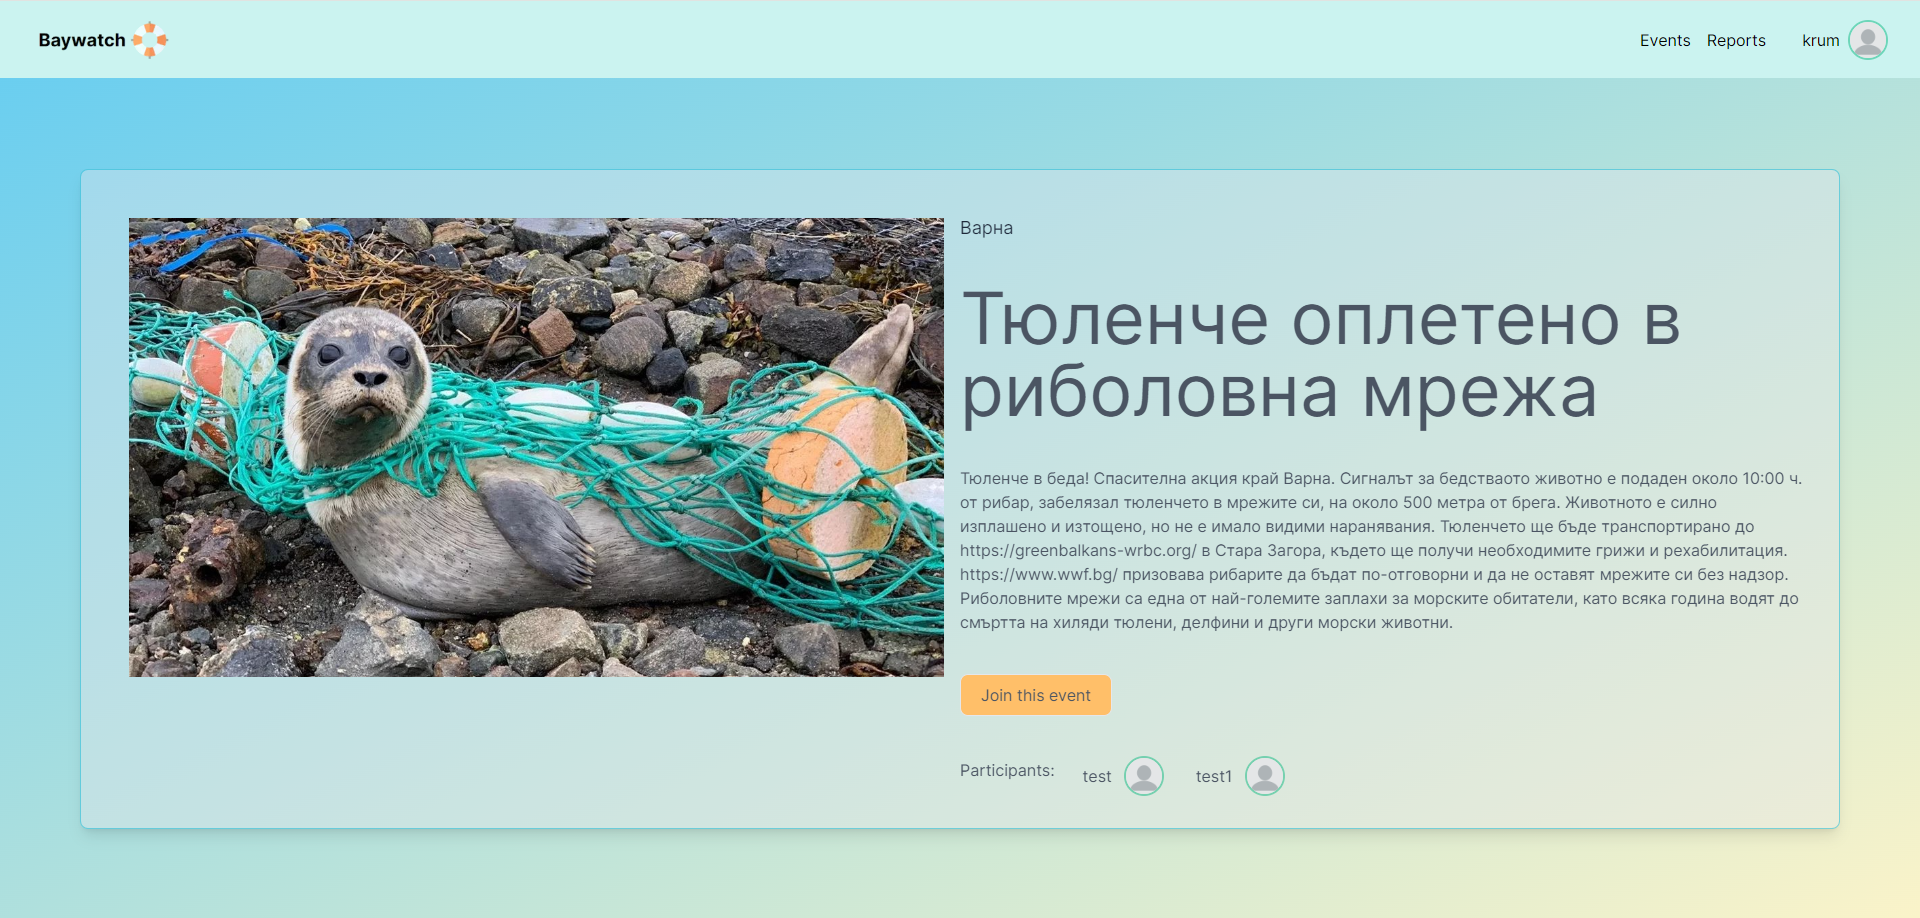 Baywatch
Events Reports krum
Варна
Тюленче оплетено в
риболовна мрежа
Тюленче в беда! Спасителна акция край Варна. Сигналът за бедстваото животно е подаден около 10:00 ч.
от рибар, забелязал тюленчето в мрежите си, на около 500 метра от брега. Животното е силно
изплашено и изтощено, но не е имало видими наранявания. Тюленчето ще бъде транспортирано до
https://greenbalkans-wrbc.org/ в Стара Загора, където ще получи необходимите грижи и рехабилитация.
https://www.wwf.bg/ призовава рибарите да бъдат по-отговорни и да не оставят мрежите си без надзор.
Риболовните мрежи са една от най-големите заплахи за морските обитатели, като всяка година водят до
смъртта на хиляди тюлени, делфини и други морски животни.
Join this event
Participants: test test1